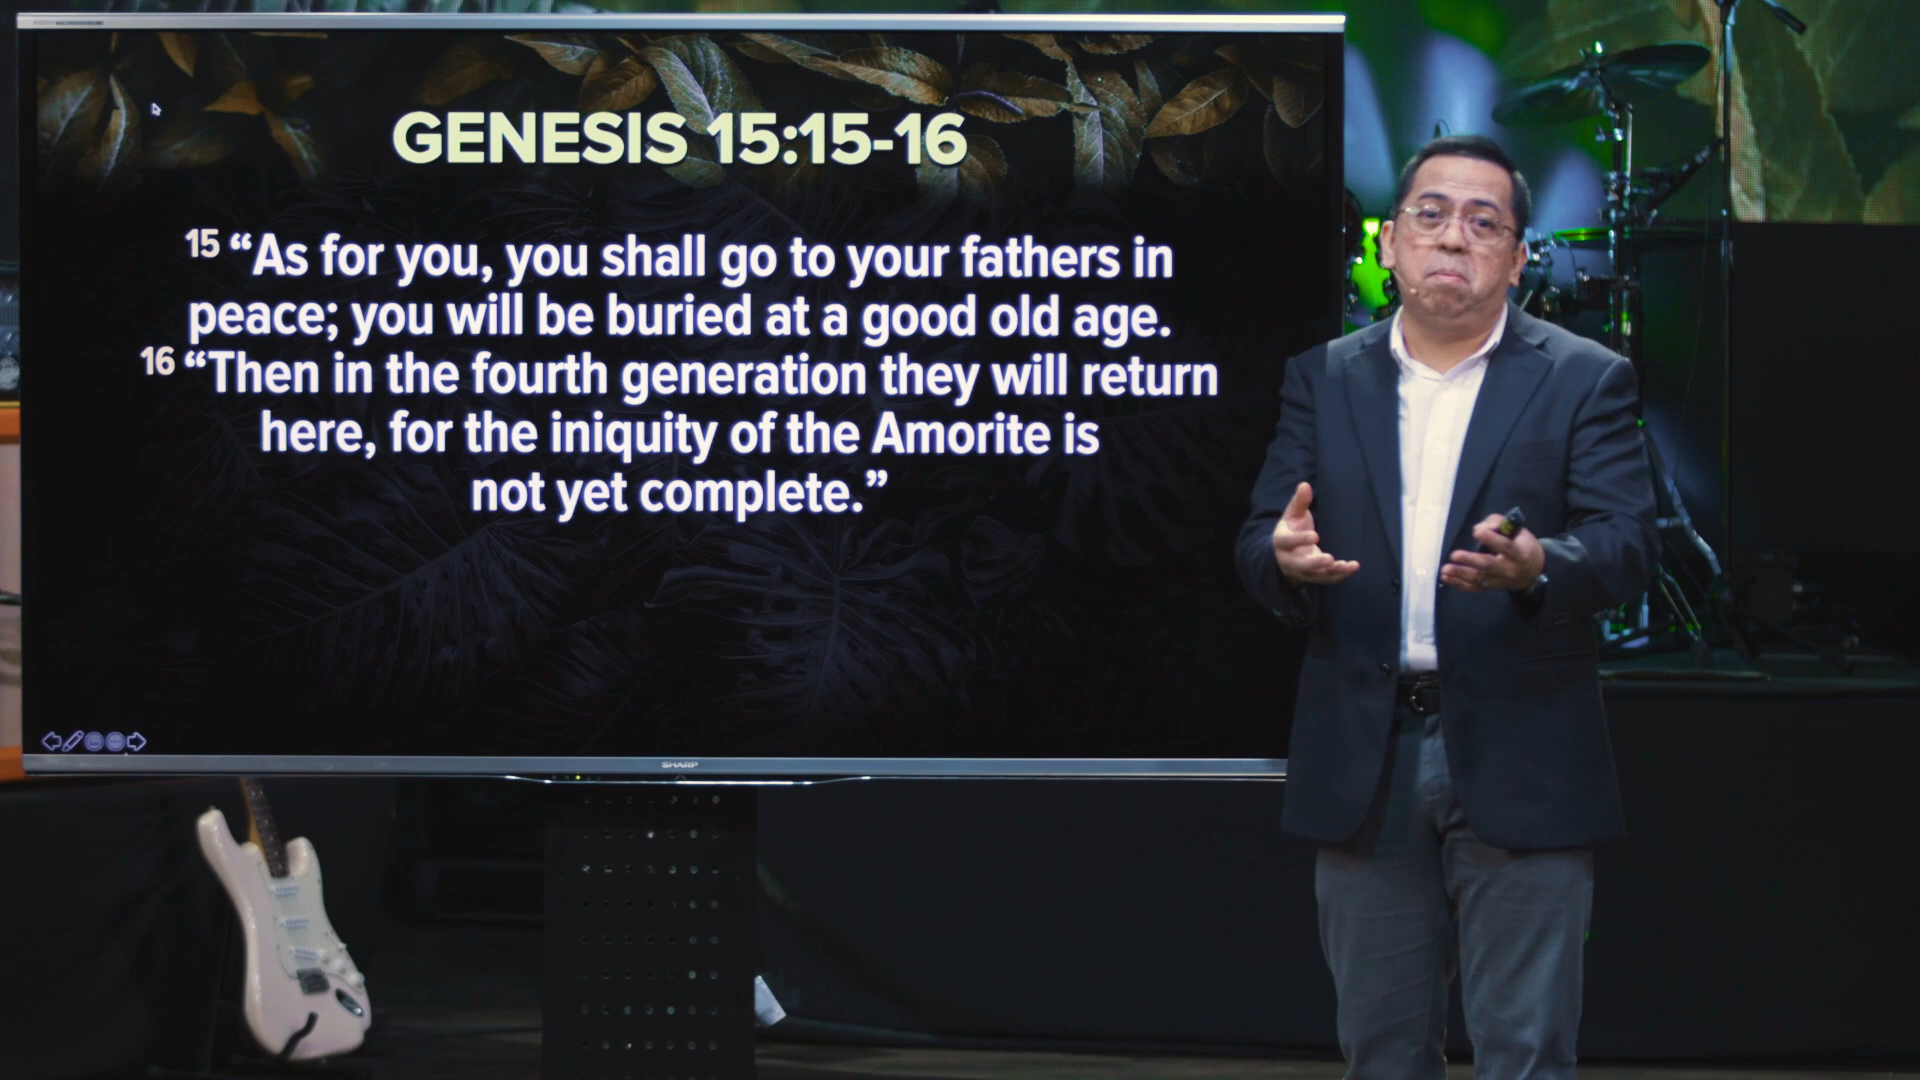 GENESIS 15:15-16
15 “As for you, you shall go to your fathers in
peace; you will be buried at a good old age.
16 “Then in the fourth generation they will return
here, for the iniquity of the Amorite is
not yet complete.”
SHARP